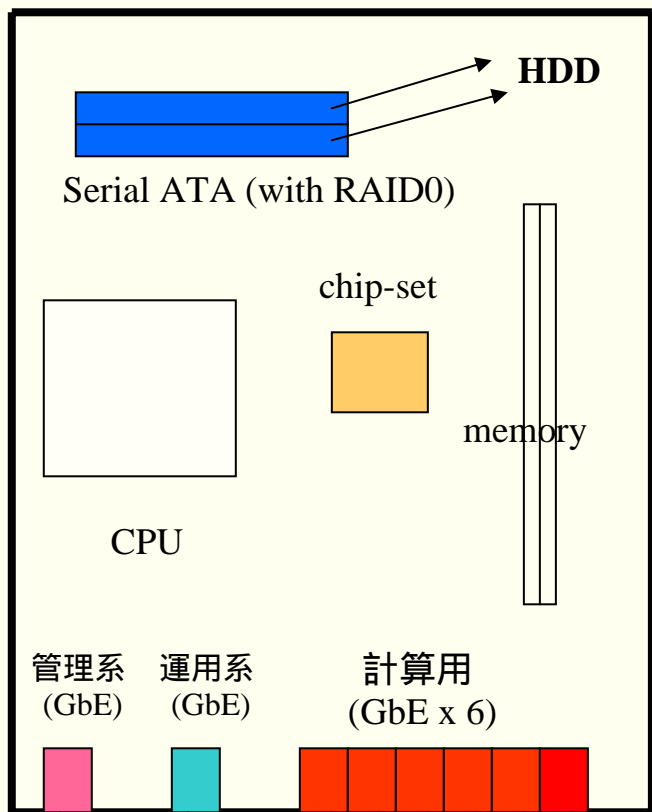 HDD
Serial ATA (with RAID0)
chip-set
memory
CPU
管理系
(GbE)
運用系
(GbE)
計算用
(GbE x 6)